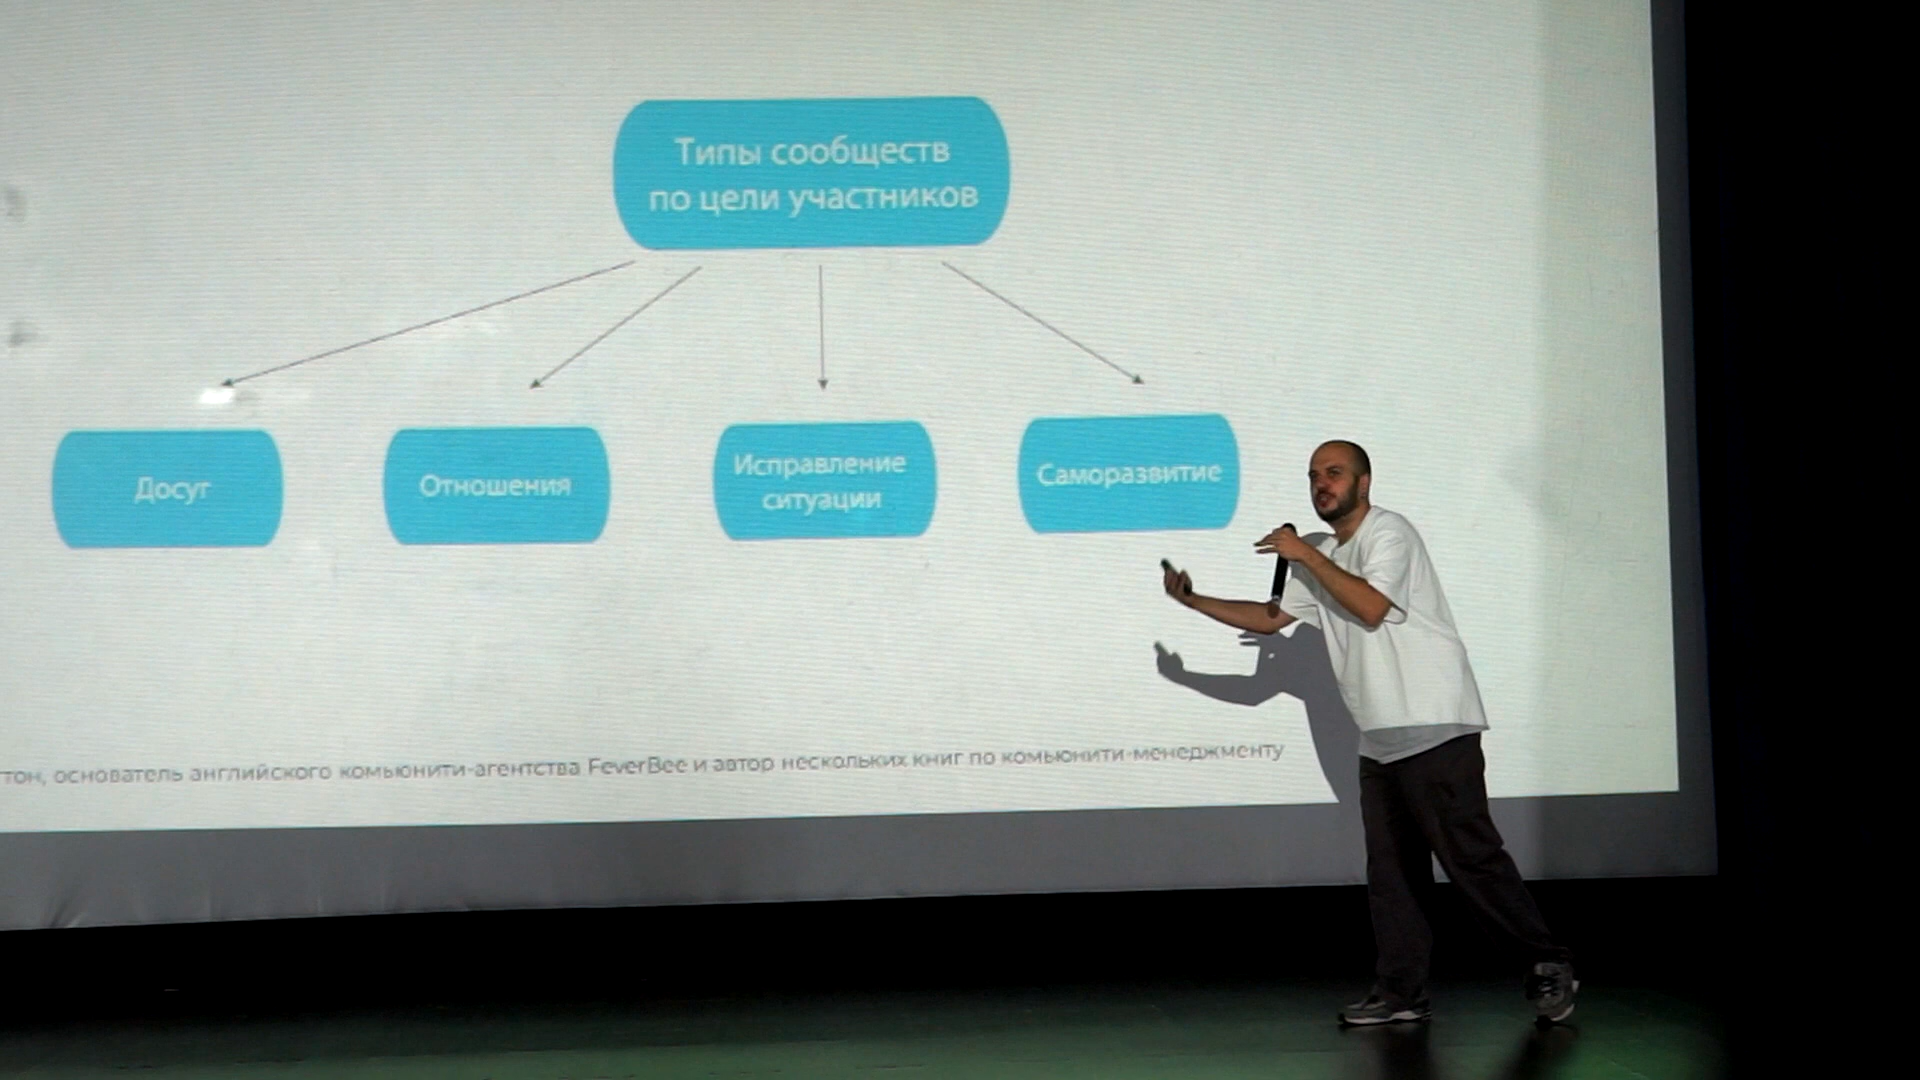 Типы сообществ
по цели участников
Досуг
Отношения
Исправление
ситуации
Саморазвитие
тон, основатель английского комьюнити-агентства FeverBee и автор нескольких книг по комьюнити-менеджменту